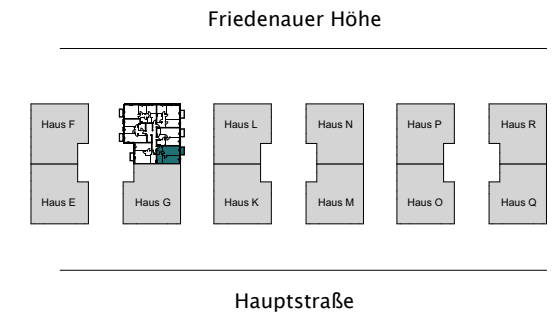 Friedenauer Höhe
Haus F
Haus L
Haus N
Haus P
Haus R
Haus E
Haus G
Haus K
Haus M
Haus O
Haus Q
Hauptstraße